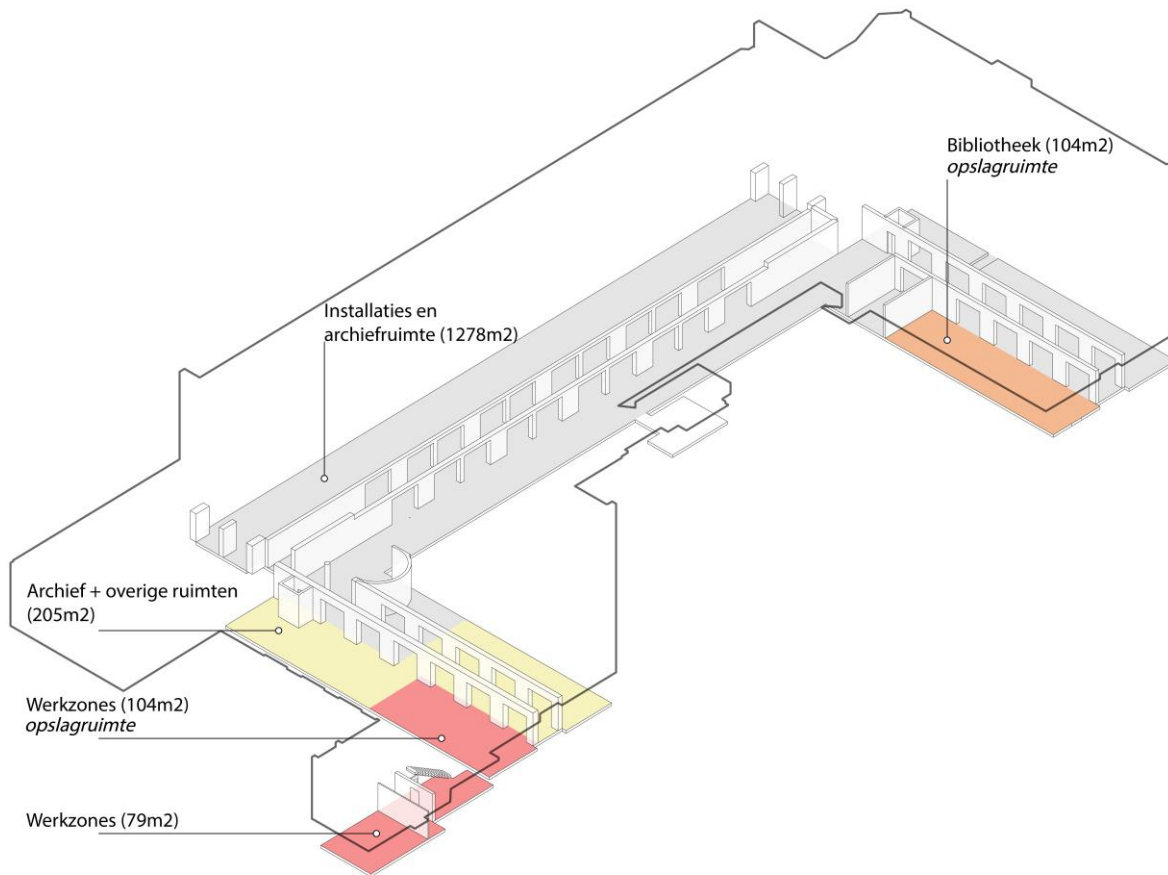 Bibliotheek (104m2)
opslagruimte
Installaties en
archiefruimte (1278m2)
Archief + overige ruimten
(205m2)
Werkzones (104m2)
opslagruimte
Werkzones (79m2)